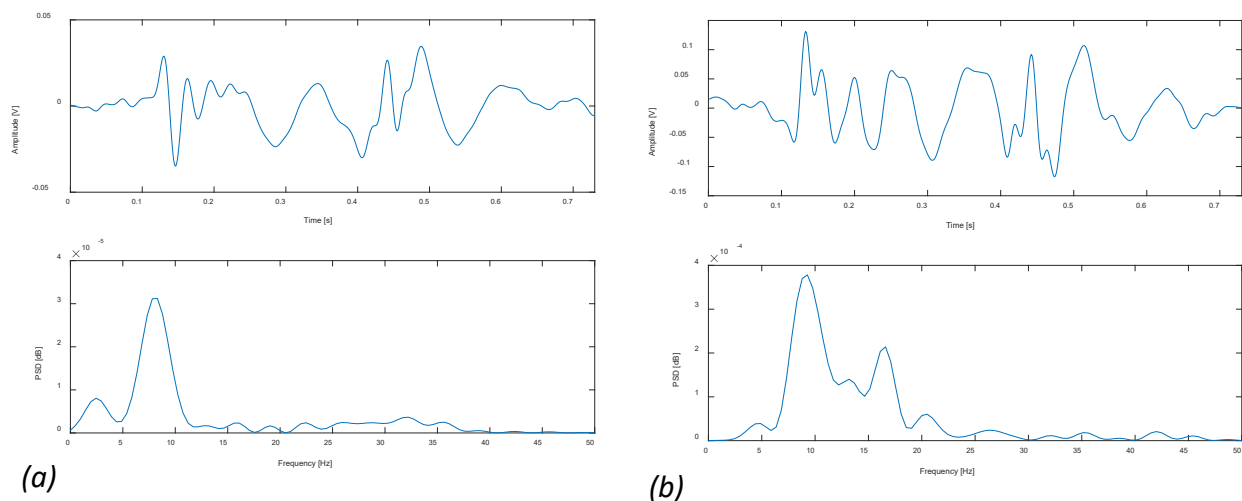 0.05
0
-0.05
Amplitude [V]
0 0.1 0.2 0.3 0.4 0.5 0.6 0.7
Time [s]
× 10 -5
4
3
2
1
0
PSD [dB]
0 5 10 15 20 25 30 35 40 45 50
Frequency [Hz]
(a)
0.1
0.05
0
-0.05
-0.1
-0.15
Amplitude [V]
0 0.1 0.2 0.3 0.4 0.5 0.6 0.7
Time [s]
× 10 -4
4
3
2
1
0
PSD [dB]
0 5 10 15 20 25 30 35 40 45 50
Frequency [Hz]
(b)